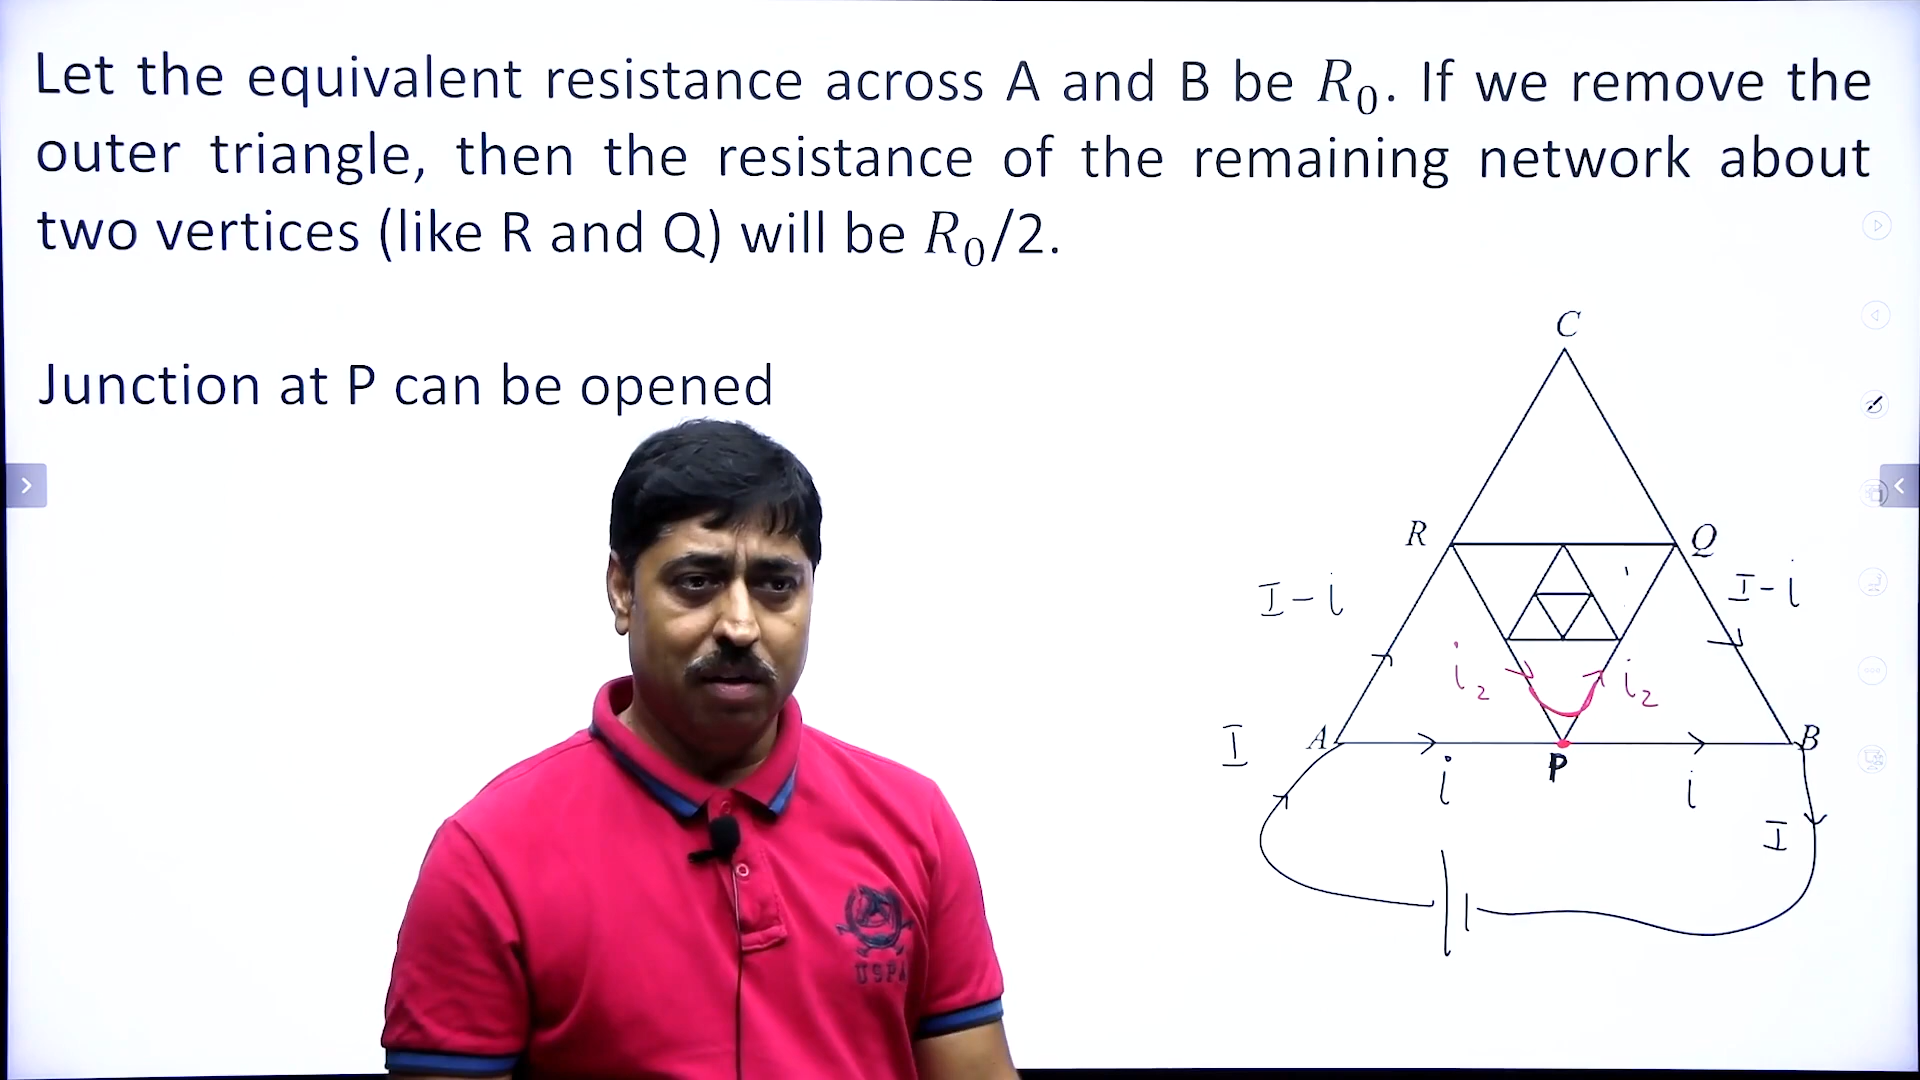 Let the equivalent resistance across A and B be R₀. If we remove the
outer triangle, then the resistance of the remaining network about
two vertices (like R and Q) will be R₀/2.
Junction at P can be opened
C
R
Q
I-i
I-i
i₂
i₂
I
A
B
P
i
i
I
USPA